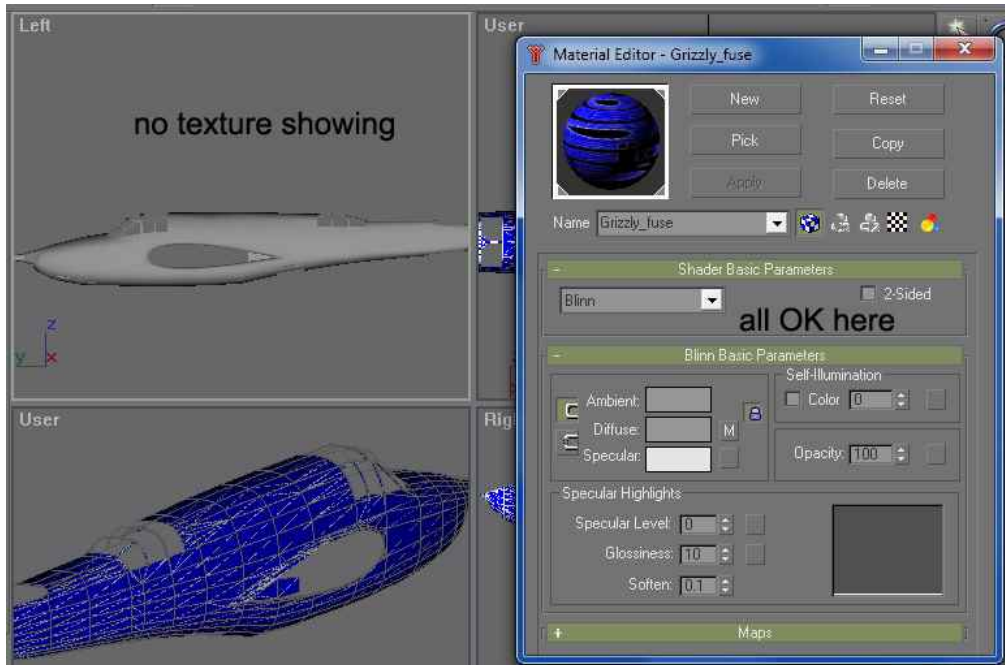 Left
User
no texture showing
z
y
x
User
Rig
Material Editor - Grizzly_fuse
New
Reset
Pick
Copy
Apply
Delete
Name
Grizzly_fuse
Shader Basic Parameters
Blinn
2-Sided
all OK here
Blinn Basic Parameters
Self-Illumination
Ambient:
Color
0
Diffuse:
M
Specular:
Opacity:
100
Specular Highlights
Specular Level:
0
Glossiness:
10
Soften:
0.1
Maps